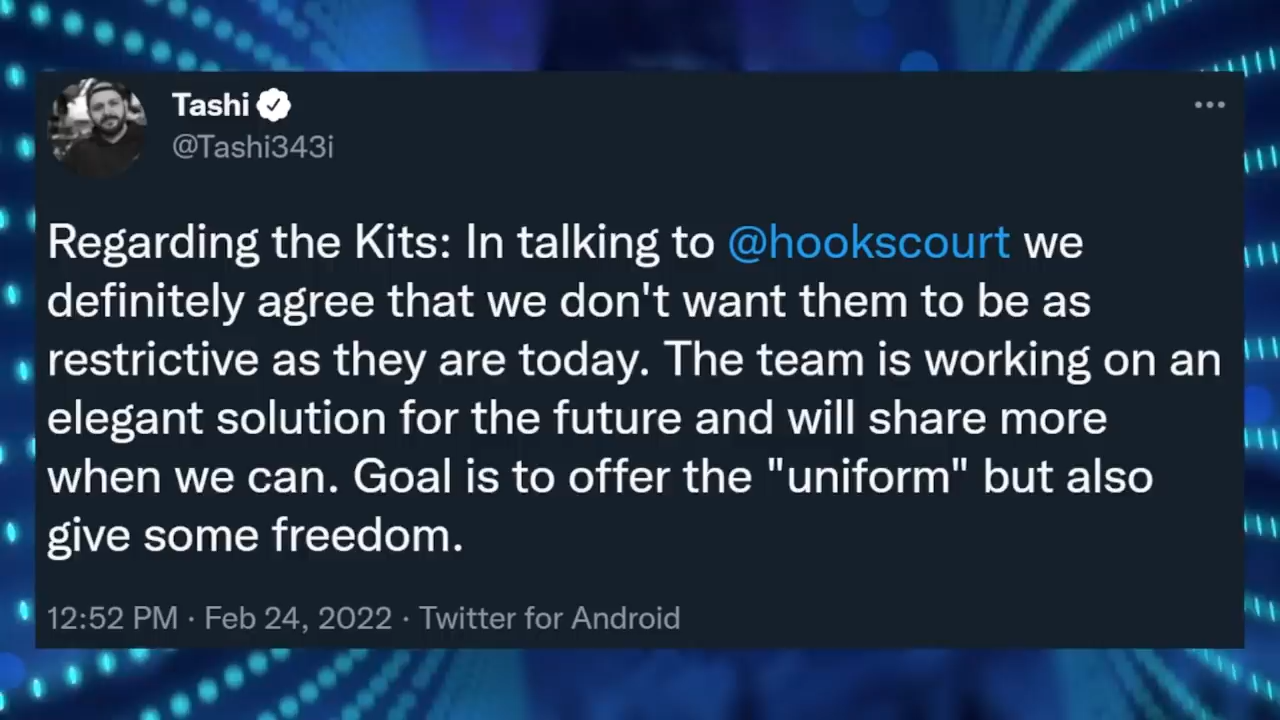 Tashi
@Tashi343i
Regarding the Kits: In talking to @hookscourt we
definitely agree that we don't want them to be as
restrictive as they are today. The team is working on an
elegant solution for the future and will share more
when we can. Goal is to offer the "uniform" but also
give some freedom.
12:52 PM · Feb 24, 2022 · Twitter for Android